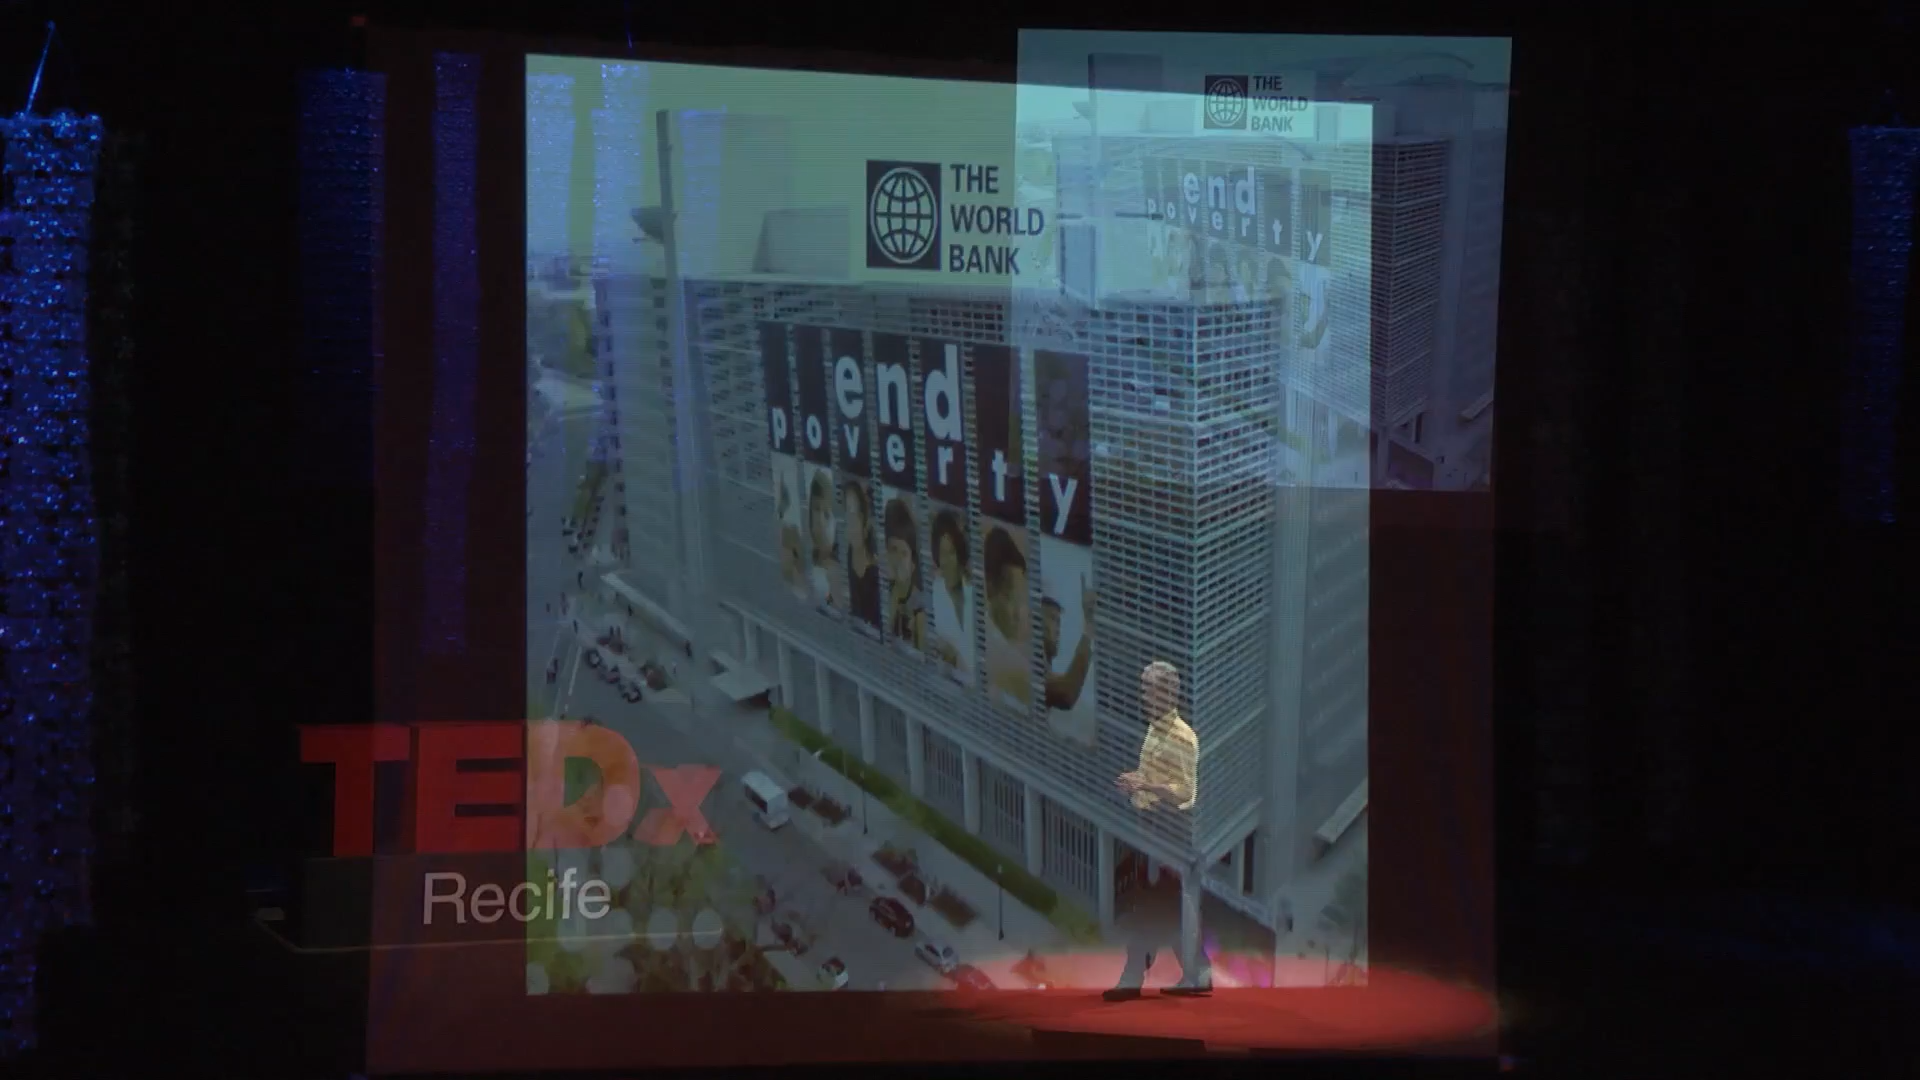 THE
WORLD
BANK
end
poverty
THE
WORLD
BANK
end
poverty
TEDx
Recife